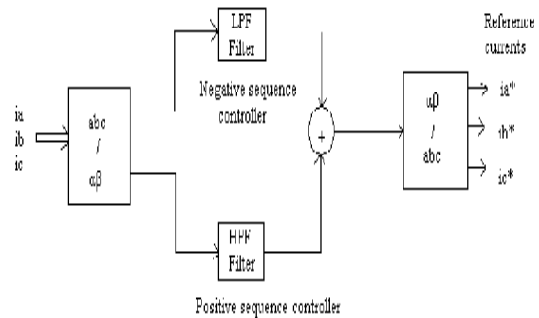 LPF
Filter
Reference
currents
Negative sequence
controller
ia
ib
ic
abc
/
αβ
+
αβ
/
abc
ia*
ib*
ic*
HPF
Filter
Positive sequence controller